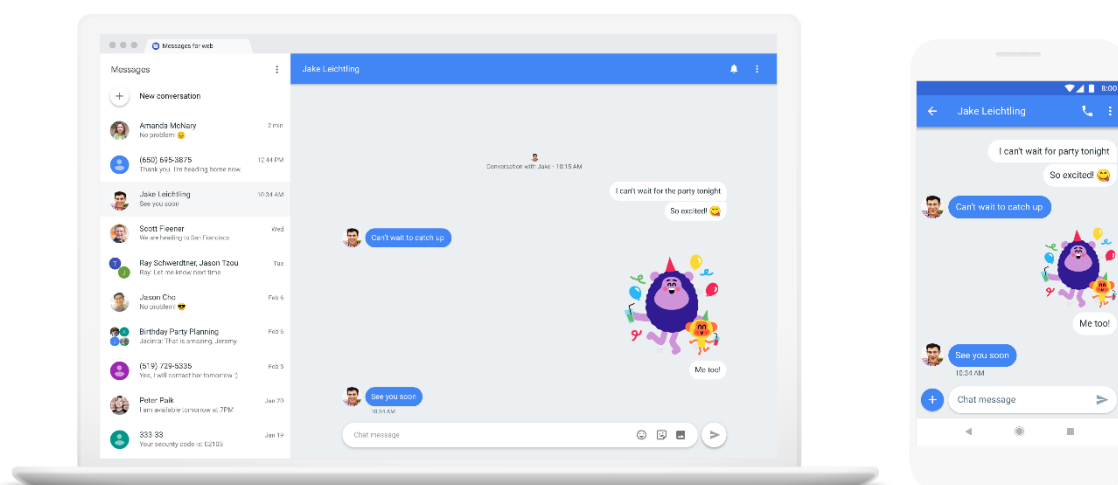 Messages for web
Messages
New conversation
Amanda McNary
2 min
No problem
(650) 695-3875
12:44 PM
Thank you. I'm heading home now.
Jake Leichtling
10:34 AM
See you soon
Scott Fleener
Wed
We are heading to San Francisco
Ray Schwerdtner, Jason Tzou
Tue
Ray: Let me know next time
Jason Cho
Feb 6
No problem
Birthday Party Planning
Feb 6
Jacinta: That is amazing, Jeremy
(519) 729-5335
Feb 5
Yes, I will contact her tomorrow :)
Peter Paik
Jan 20
I am available tomorrow at 7PM
333-33
Jan 19
Your security code is:
Jake Leichtling
Conversation with Jake - 10:15 AM
I can't wait for the party tonight
So excited! 😋
Can't wait to catch up
Me too!
See you soon
10:34 AM
Chat message
8:00
Jake Leichtling
I can't wait for party tonight
So excited! 😋
Can't wait to catch up
Me too!
See you soon
10:34 AM
Chat message